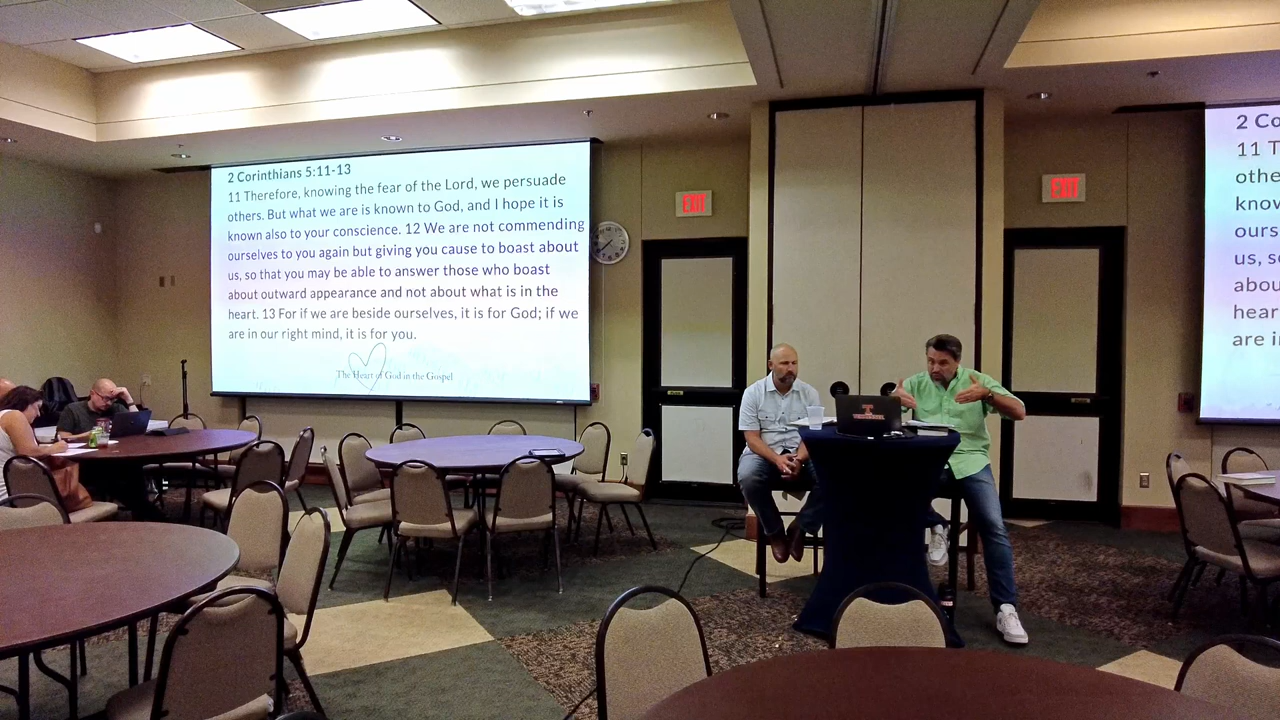 2 Corinthians 5:11-13
11 Therefore, knowing the fear of the Lord, we persuade
others. But what we are is known to God, and I hope it is
known also to your conscience. 12 We are not commending
ourselves to you again but giving you cause to boast about
us, so that you may be able to answer those who boast
about outward appearance and not about what is in the
heart. 13 For if we are beside ourselves, it is for God; if we
are in our right mind, it is for you.
The Heart of God in the Gospel
EXIT
EXIT
2 Co
11 T
othe
know
ours
us, so
abou
hear
are i